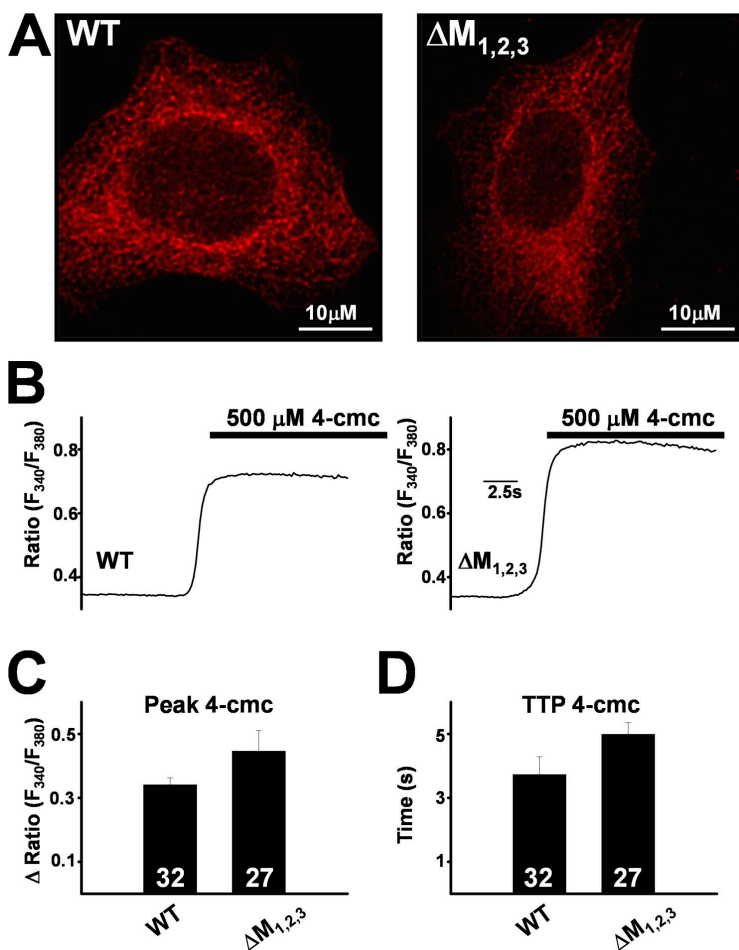 A
WT
ΔM1,2,3
10μM
10μM
B
500 μM 4-cmc
500 μM 4-cmc
Ratio (F340/F380)
0.8
0.6
0.4
WT
Ratio (F340/F380)
0.8
0.6
0.4
2.5s
ΔM1,2,3
C
Peak 4-cmc
Δ Ratio (F340/F380)
0.5
0.3
0.1
32
27
WT
ΔM1,2,3
D
TTP 4-cmc
Time (s)
5
3
1
32
27
WT
ΔM1,2,3